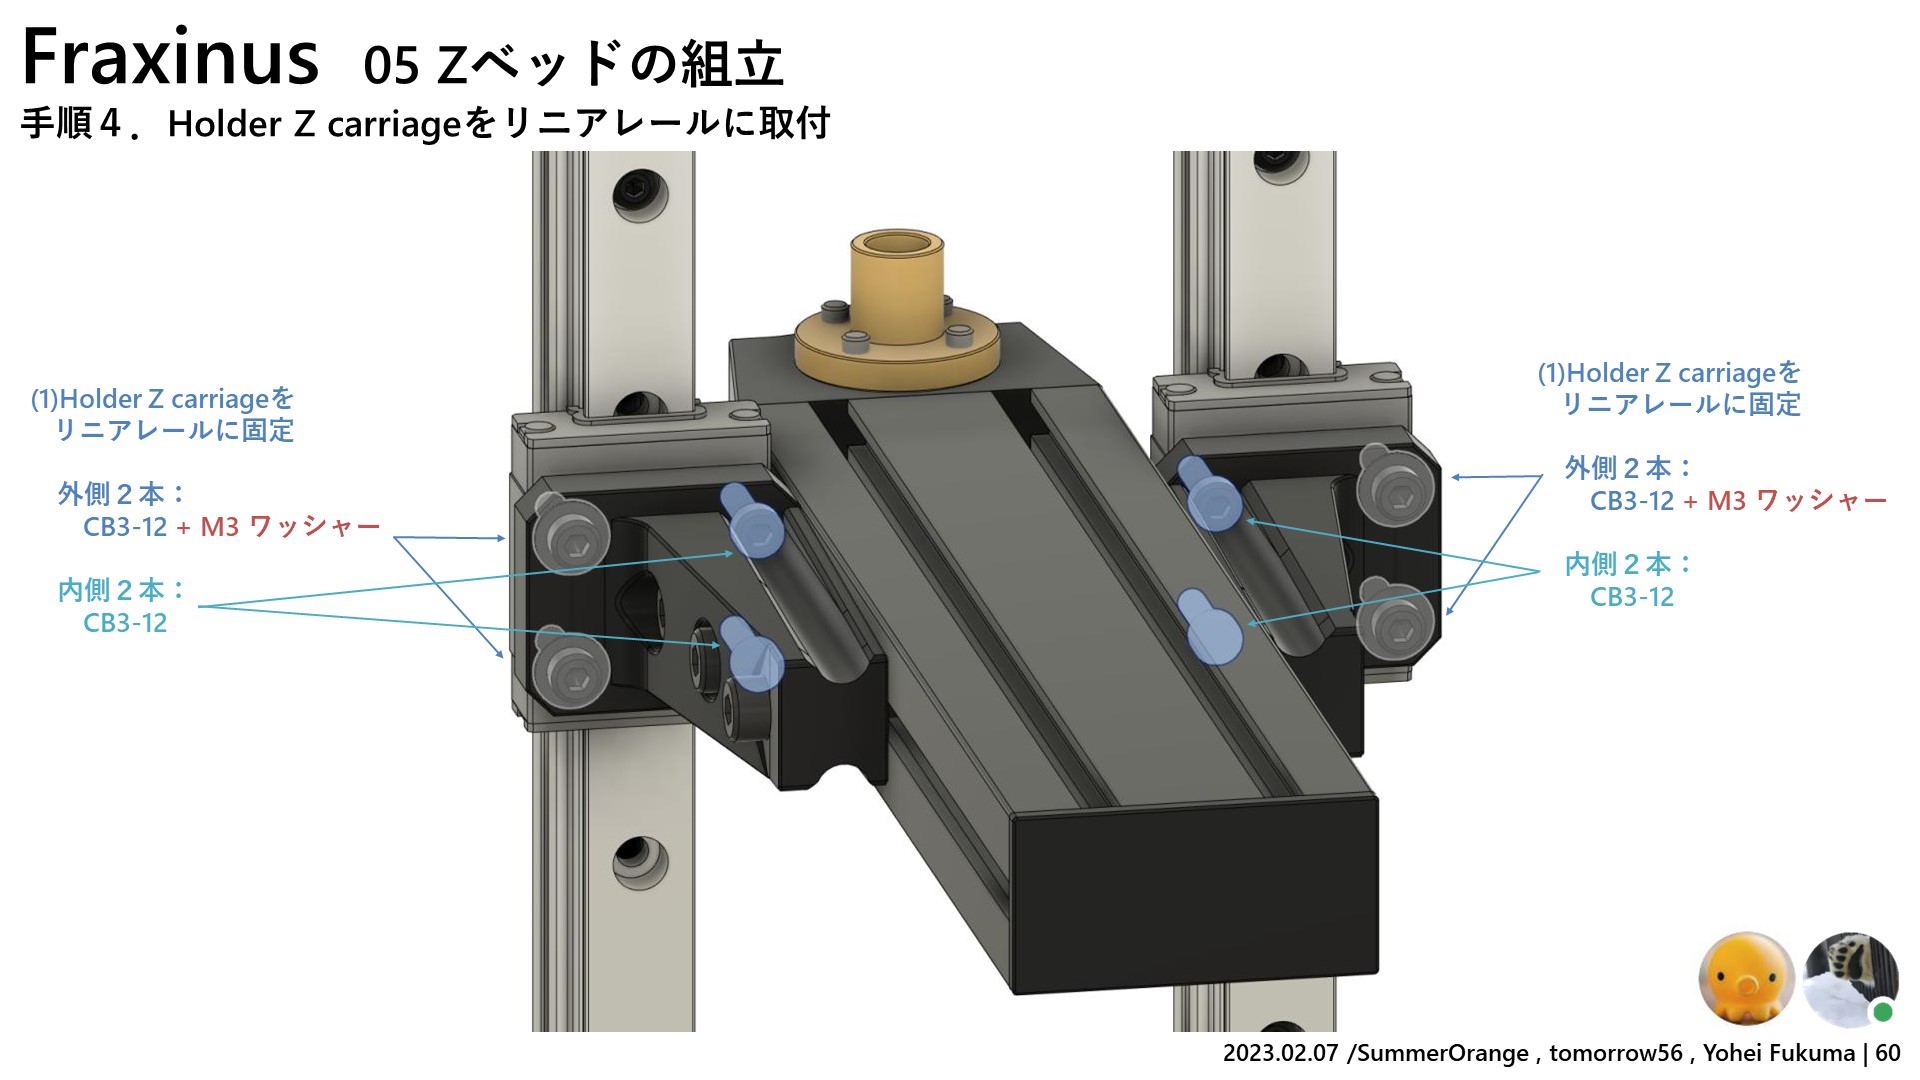 Fraxinus 05 Zベッドの組立
手順４．Holder Z carriageをリニアレールに取付
(1)Holder Z carriageを
リニアレールに固定
外側２本：
CB3-12 + M3 ワッシャー
内側２本：
CB3-12
(1)Holder Z carriageを
リニアレールに固定
外側２本：
CB3-12 + M3 ワッシャー
内側２本：
CB3-12
2023.02.07 /SummerOrange , tomorrow56 , Yohei Fukuma | 60